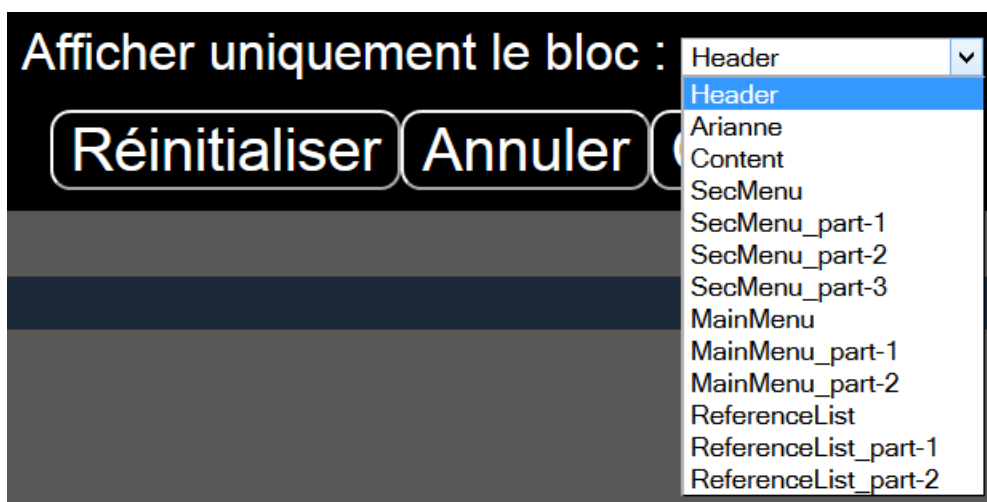 Afficher uniquement le bloc : Header
Réinitialiser Annuler
Header
Arianne
Content
SecMenu
SecMenu_part-1
SecMenu_part-2
SecMenu_part-3
MainMenu
MainMenu_part-1
MainMenu_part-2
ReferenceList
ReferenceList_part-1
ReferenceList_part-2